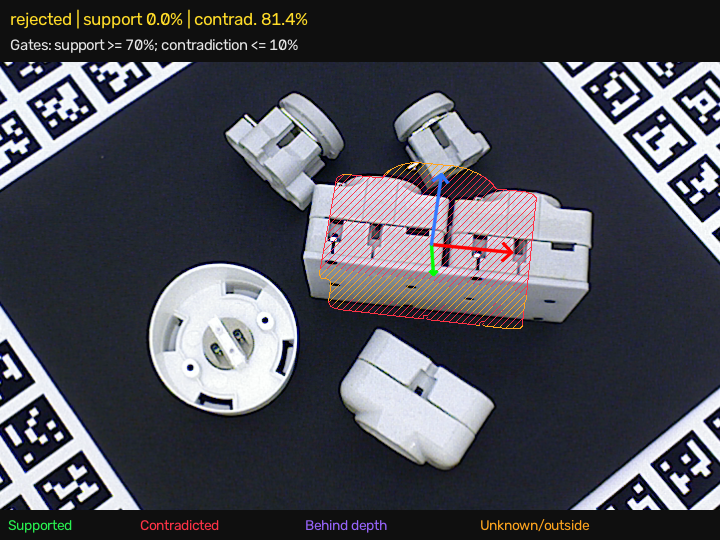 rejected | support 0.0% | contrad. 81.4%
Gates: support >= 70%; contradiction <= 10%
Supported
Contradicted
Behind depth
Unknown/outside